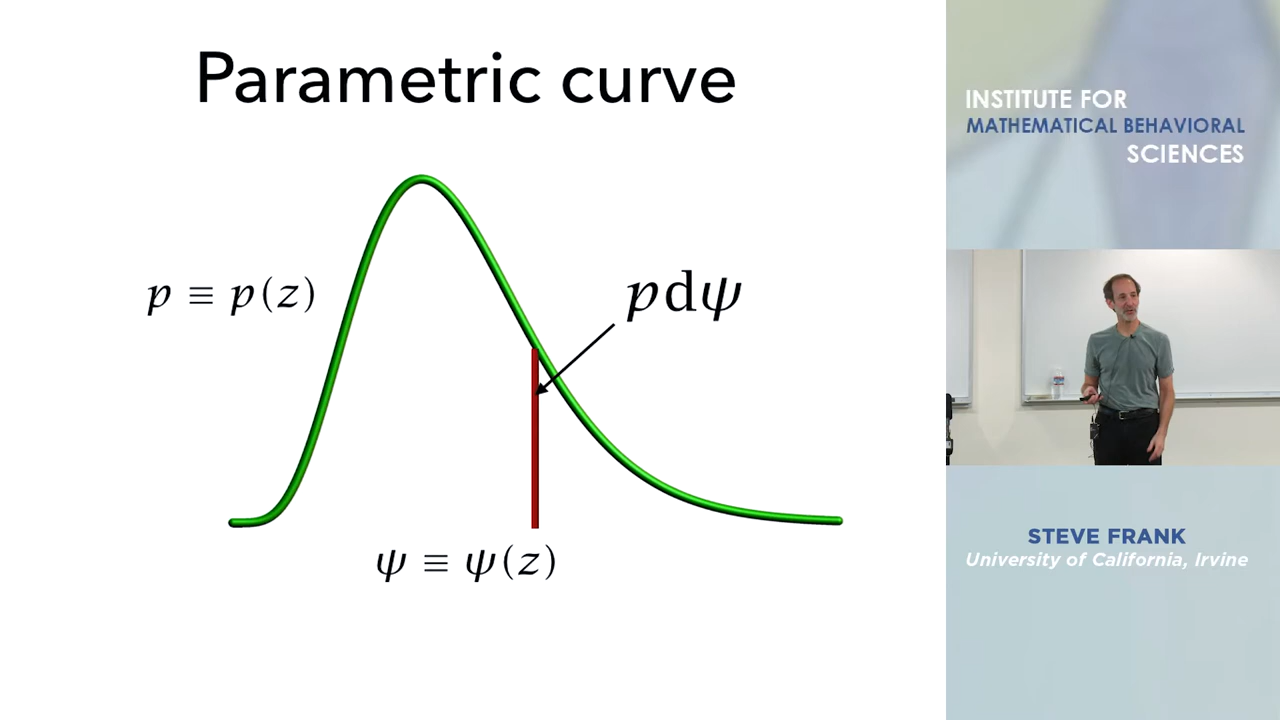 Parametric curve
p ≡ p(z)
pdψ
ψ ≡ ψ(z)
INSTITUTE FOR
MATHEMATICAL BEHAVIORAL
SCIENCES
STEVE FRANK
University of California, Irvine